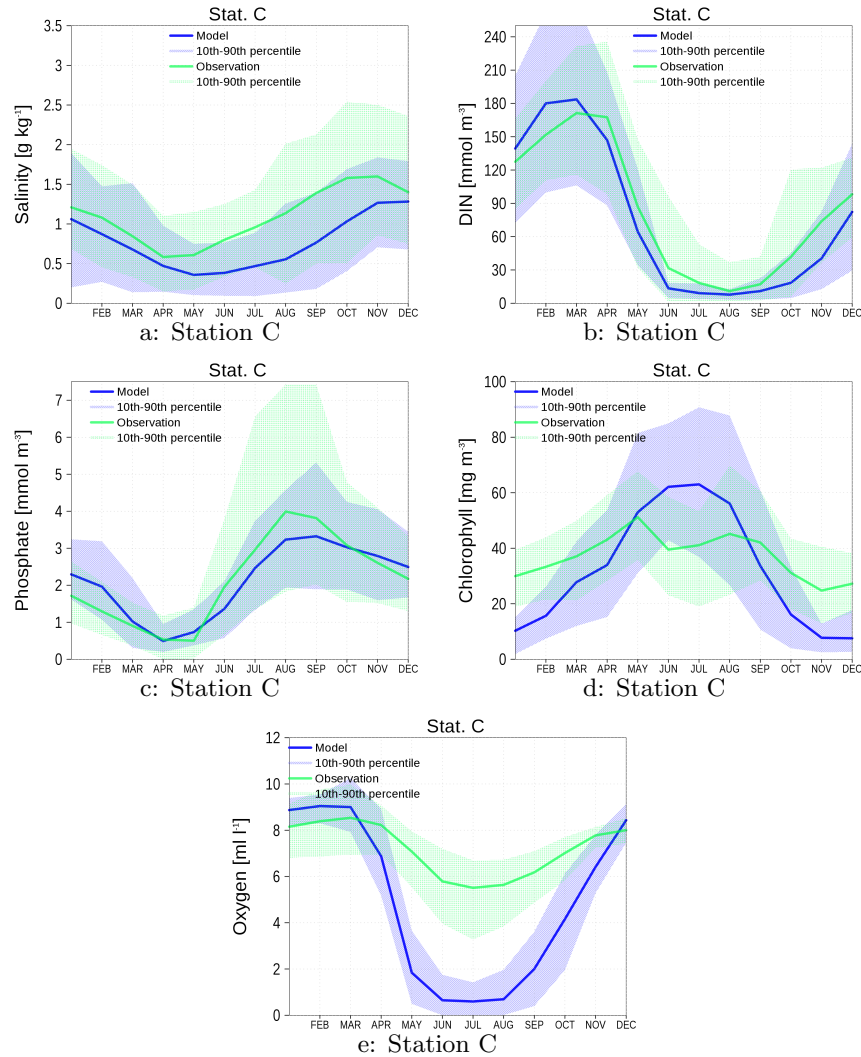 Stat. C
Salinity [g kg-1]
3.5
3
2.5
2
1.5
1
0.5
0
Model
10th-90th percentile
Observation
10th-90th percentile
FEB MAR APR MAY JUN JUL AUG SEP OCT NOV DEC
a: Station C
Stat. C
DIN [mmol m-3]
240
210
180
150
120
90
60
30
0
Model
10th-90th percentile
Observation
10th-90th percentile
FEB MAR APR MAY JUN JUL AUG SEP OCT NOV DEC
b: Station C
Stat. C
Phosphate [mmol m-3]
7
6
5
4
3
2
1
0
Model
10th-90th percentile
Observation
10th-90th percentile
FEB MAR APR MAY JUN JUL AUG SEP OCT NOV DEC
c: Station C
Stat. C
Chlorophyll [mg m-3]
100
80
60
40
20
0
Model
10th-90th percentile
Observation
10th-90th percentile
FEB MAR APR MAY JUN JUL AUG SEP OCT NOV DEC
d: Station C
Stat. C
Oxygen [ml l-1]
12
10
8
6
4
2
0
Model
10th-90th percentile
Observation
10th-90th percentile
FEB MAR APR MAY JUN JUL AUG SEP OCT NOV DEC
e: Station C